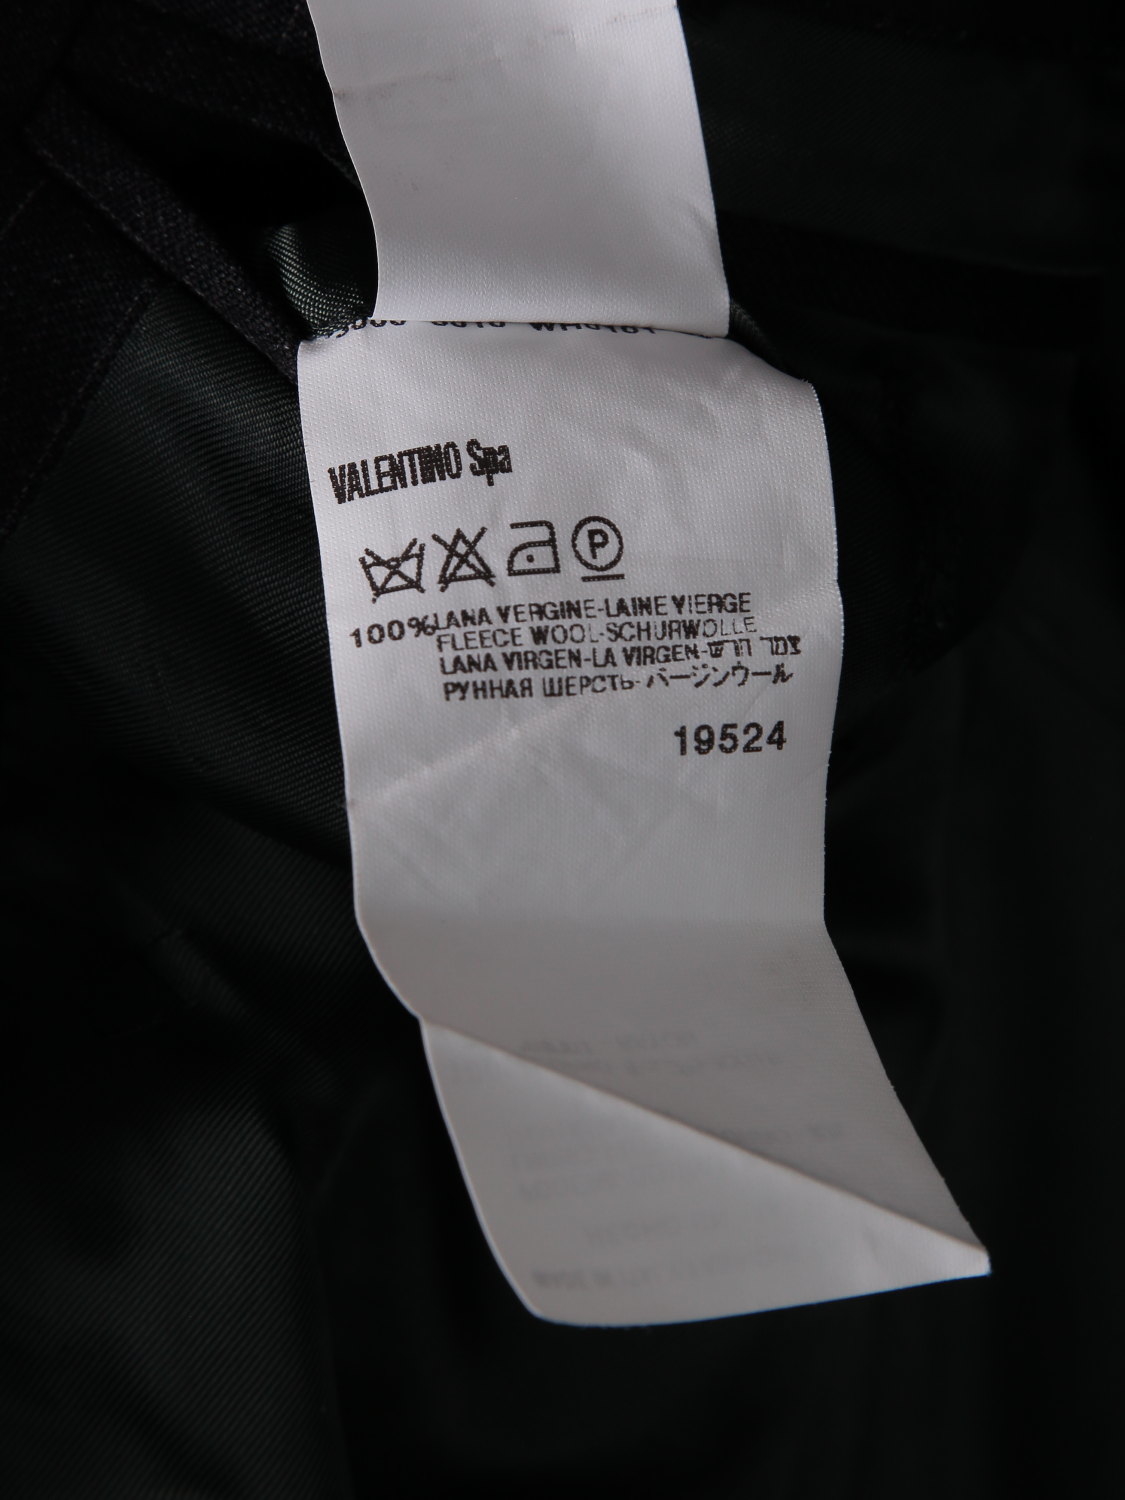 VALENTINO Spa
P
100% LANA VERGINE-LAINE VIERGE
FLEECE WOOL-SCHURWOLLE
LANA VIRGEN-LA VIRGEN-צמר חדש
РУННАЯ ШЕРСТЬ-バージンウール
19524